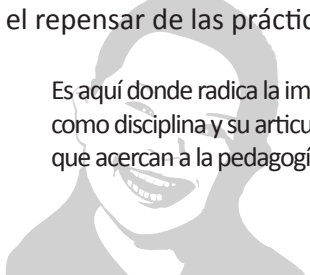 el repensar de las
Es aquí donde radica la
como disciplina y su
que acercan a la